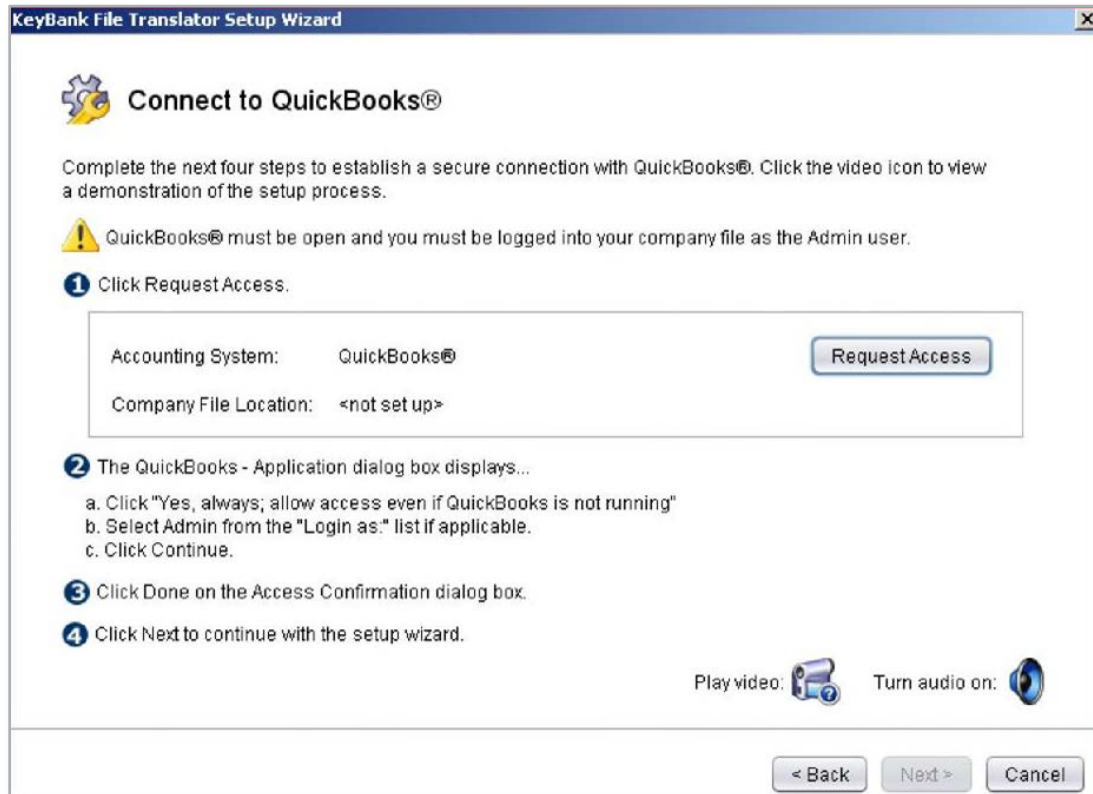 KeyBank File Translator Setup Wizard
Connect to QuickBooks®
Complete the next four steps to establish a secure connection with QuickBooks®. Click the video icon to view
a demonstration of the setup process.
QuickBooks® must be open and you must be logged into your company file as the Admin user.
1 Click Request Access.
Accounting System: QuickBooks® Request Access
Company File Location: <not set up>
2 The QuickBooks - Application dialog box displays...
a. Click "Yes, always; allow access even if QuickBooks is not running"
b. Select Admin from the "Login as:" list if applicable.
c. Click Continue.
3 Click Done on the Access Confirmation dialog box.
4 Click Next to continue with the setup wizard.
Play video: Turn audio on:
< Back Next > Cancel